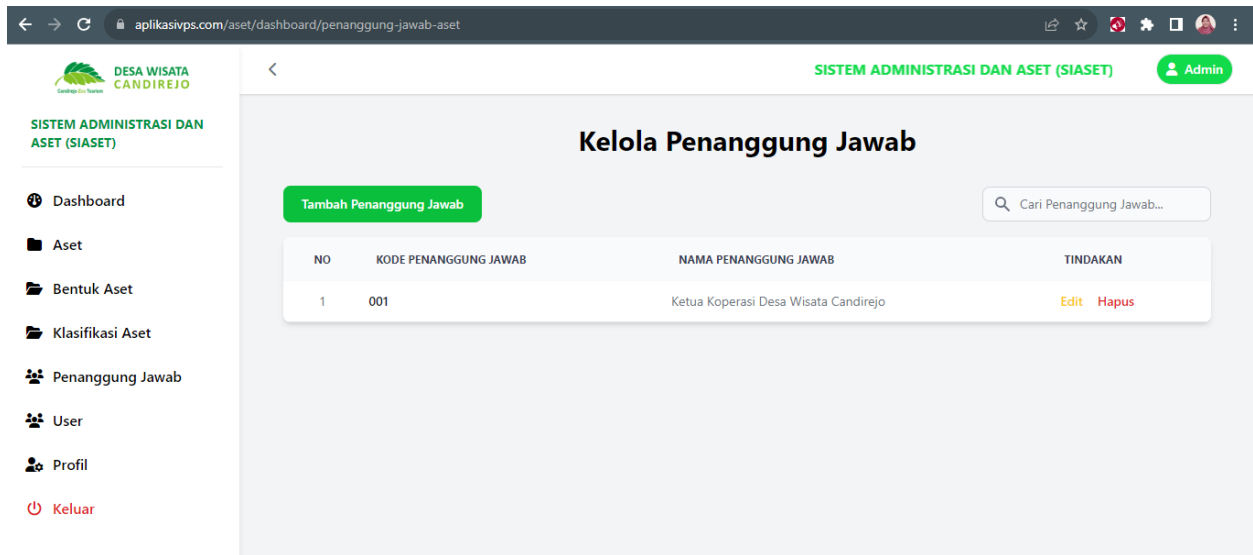 aplikasivps.com/aset/dashboard/penanggung-jawab-aset
DESA WISATA
CANDIREJO
Candirejo Eco Tourism
SISTEM ADMINISTRASI DAN
ASET (SIASET)
Dashboard
Aset
Bentuk Aset
Klasifikasi Aset
Penanggung Jawab
User
Profil
Keluar
SISTEM ADMINISTRASI DAN ASET (SIASET)
Admin
Kelola Penanggung Jawab
Tambah Penanggung Jawab
Cari Penanggung Jawab...
NO KODE PENANGGUNG JAWAB NAMA PENANGGUNG JAWAB TINDAKAN
1 001 Ketua Koperasi Desa Wisata Candirejo Edit Hapus